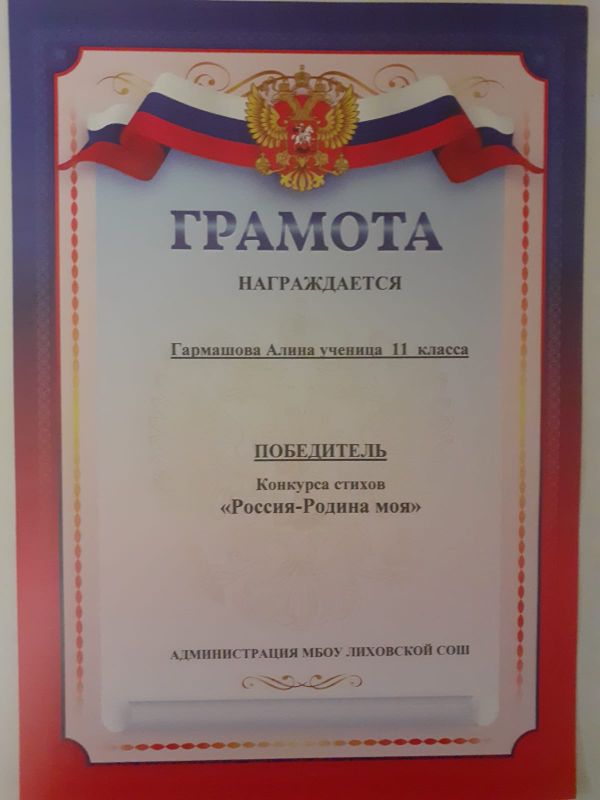 ГРАМОТА
НАГРАЖДАЕТСЯ
Гармашова Алина ученица 11 класса
ПОБЕДИТЕЛЬ
Конкурса стихов
«Россия-Родина моя»
АДМИНИСТРАЦИЯ МБОУ ЛИХОВСКОЙ СОШ